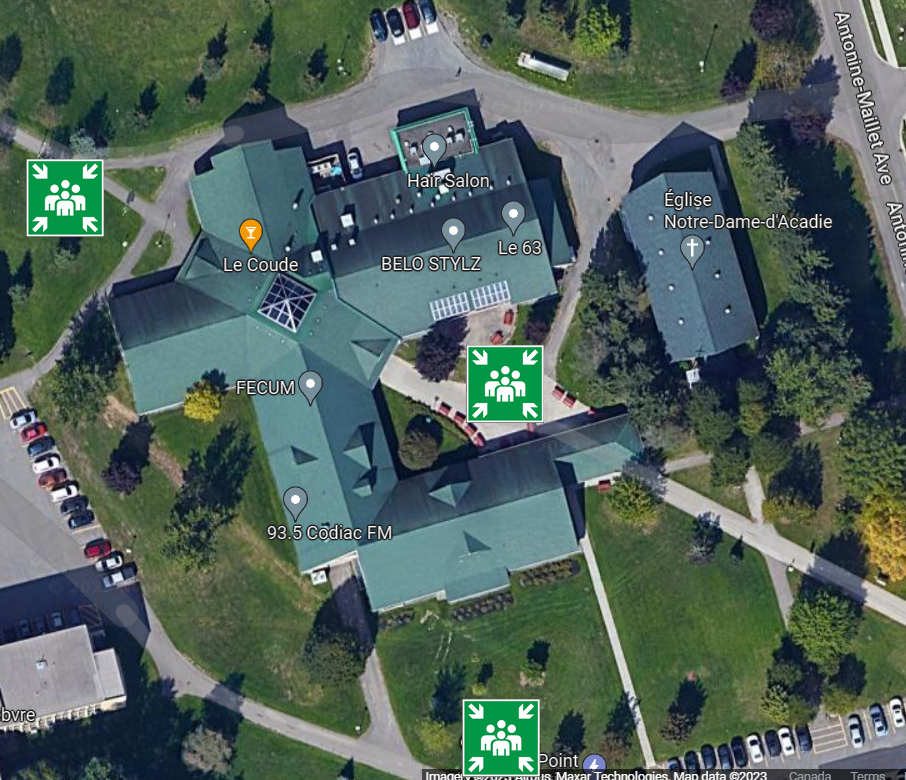 Antonine-Maillet Ave
Hair Salon
Église
Notre-Dame-d'Acadie
Le Coude
BELO STYLZ
Le 63
FECUM
93.5 Codiac FM
bvre
Point
Imagery ©2023 Airbus, Maxar Technologies, Map data ©2023 Canada Terms